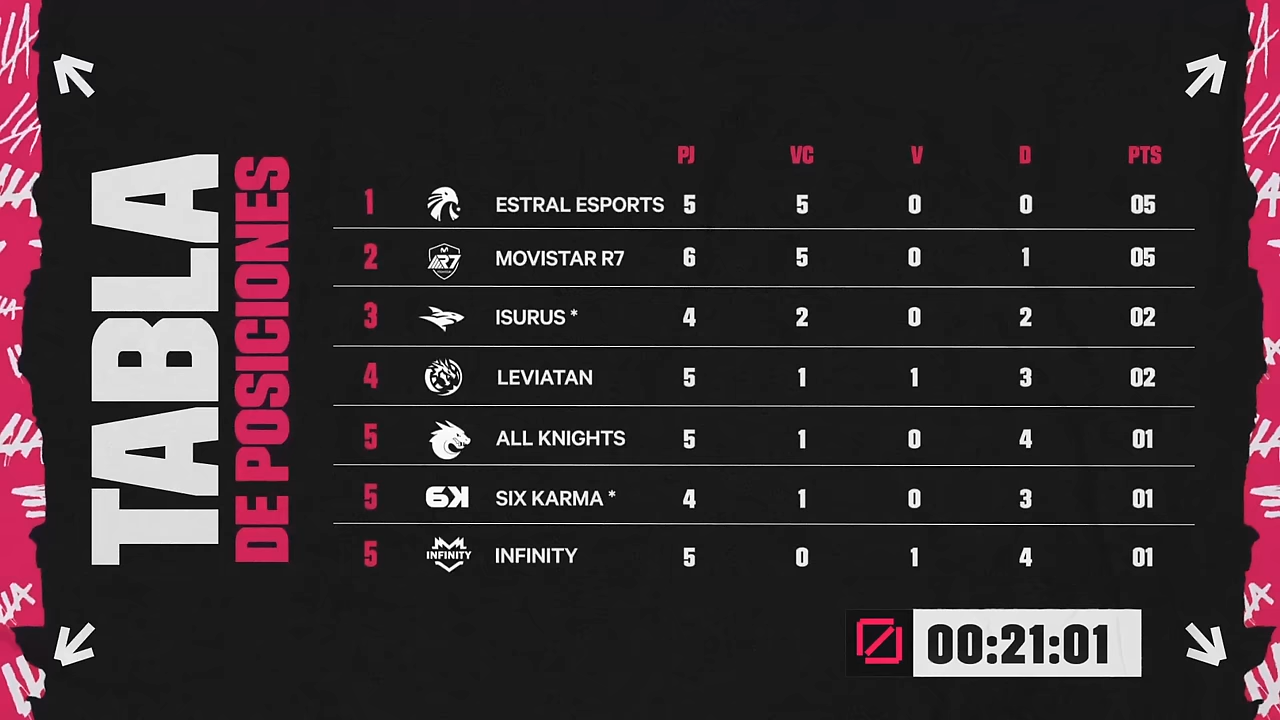 TABLA
DE POSICIONES
PJ VC V D PTS
1 ESTRAL ESPORTS 5 5 0 0 05
2 R7 MOVISTAR R7 6 5 0 1 05
3 ISURUS * 4 2 0 2 02
4 LEVIATAN 5 1 1 3 02
5 ALL KNIGHTS 5 1 0 4 01
5 6K SIX KARMA * 4 1 0 3 01
5 INFINITY INFINITY 5 0 1 4 01
00:21:01